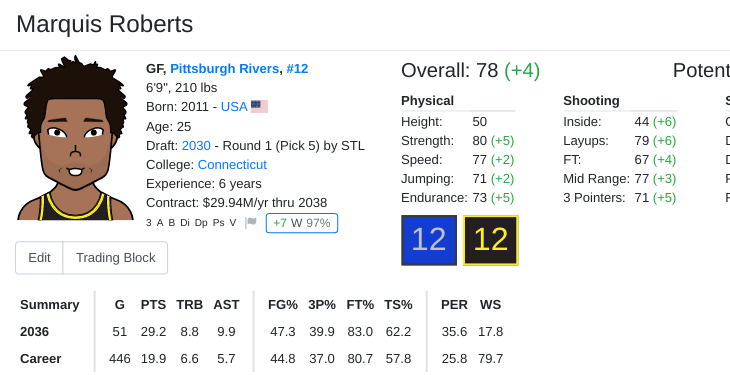 Marquis Roberts
GF, Pittsburgh Rivers, #12
6'9", 210 lbs
Born: 2011 - USA
Age: 25
Draft: 2030 - Round 1 (Pick 5) by STL
College: Connecticut
Experience: 6 years
Contract: $29.94M/yr thru 2038
3 A B Di Dp Ps V +7 W 97%
Edit Trading Block
Overall: 78 (+4) Potent
Physical Shooting S
Height: 50 Inside: 44 (+6)
Strength: 80 (+5) Layups: 79 (+6)
Speed: 77 (+2) FT: 67 (+4)
Jumping: 71 (+2) Mid Range: 77 (+3)
Endurance: 73 (+5) 3 Pointers: 71 (+5)
12 12
Summary G PTS TRB AST FG% 3P% FT% TS% PER WS
2036 51 29.2 8.8 9.9 47.3 39.9 83.0 62.2 35.6 17.8
Career 446 19.9 6.6 5.7 44.8 37.0 80.7 57.8 25.8 79.7